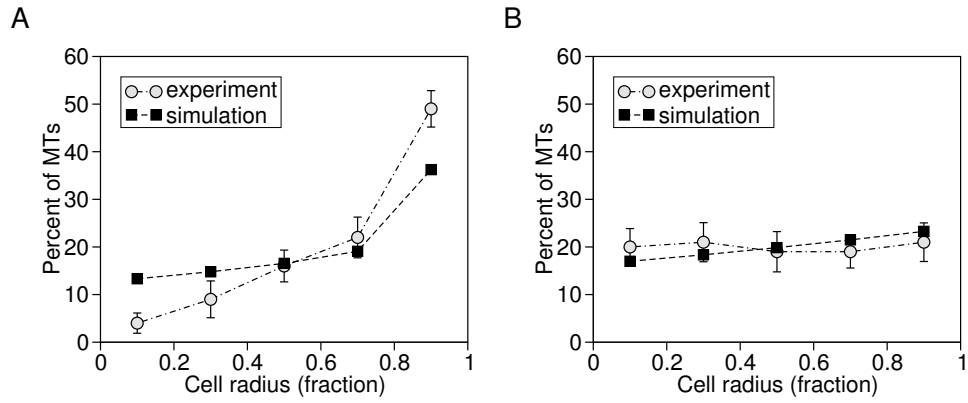 A
60
50
40
30
20
10
0
Percent of MTs
experiment
simulation
0 0.2 0.4 0.6 0.8 1
Cell radius (fraction)
B
60
50
40
30
20
10
0
Percent of MTs
experiment
simulation
0 0.2 0.4 0.6 0.8 1
Cell radius (fraction)